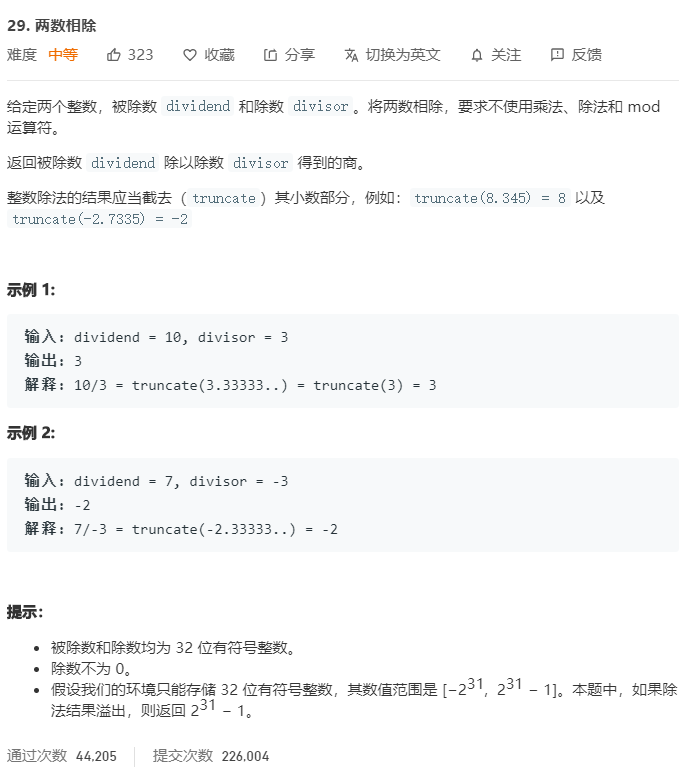 29. 两数相除
难度 中等 323 收藏 分享 切换为英文 关注 反馈
给定两个整数，被除数 dividend 和除数 divisor。将两数相除，要求不使用乘法、除法和 mod
运算符。
返回被除数 dividend 除以除数 divisor 得到的商。
整数除法的结果应当截去（truncate）其小数部分，例如：truncate(8.345) = 8 以及
truncate(-2.7335) = -2
示例 1:
输入: dividend = 10, divisor = 3
输出: 3
解释: 10/3 = truncate(3.33333..) = truncate(3) = 3
示例 2:
输入: dividend = 7, divisor = -3
输出: -2
解释: 7/-3 = truncate(-2.33333..) = -2
提示：
• 被除数和除数均为 32 位有符号整数。
• 除数不为 0。
• 假设我们的环境只能存储 32 位有符号整数，其数值范围是 [−2³¹, 2³¹ − 1]。本题中，如果除
法结果溢出，则返回 2³¹ − 1。
通过次数 44,205 提交次数 226,004